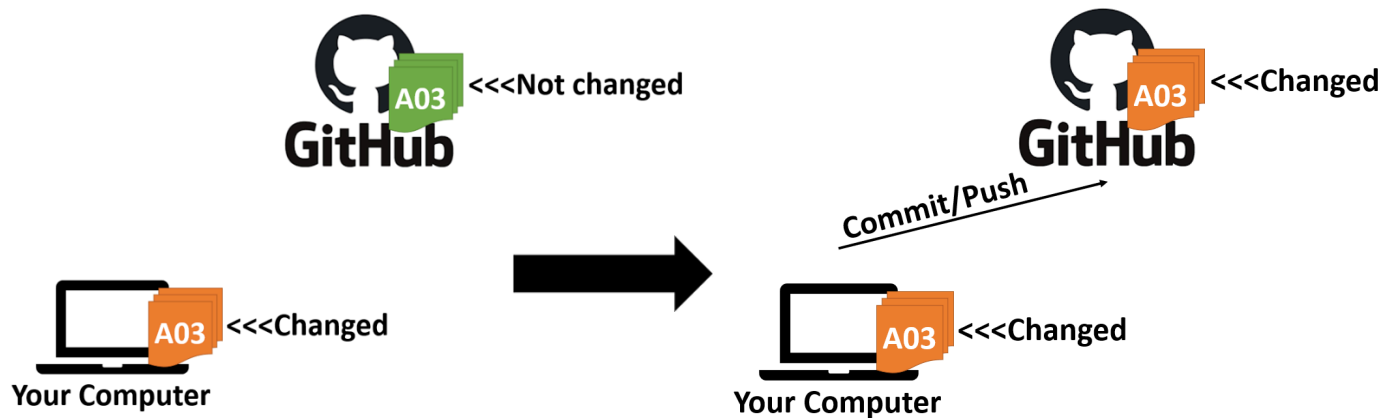 A03
<<<Not changed
GitHub
A03
<<<Changed
Your Computer
A03
<<<Changed
GitHub
Commit/Push
A03
<<<Changed
Your Computer